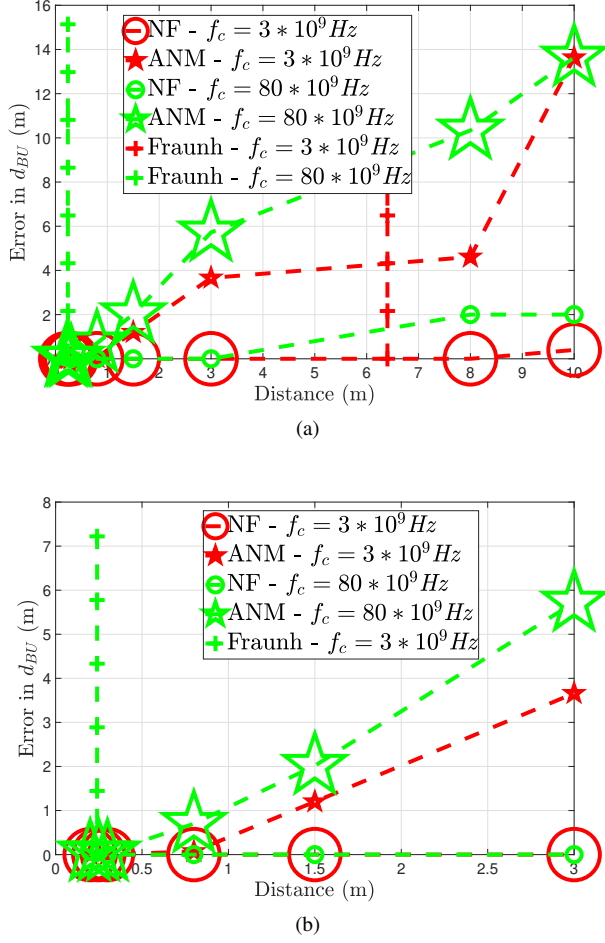 16
14
12
10
8
6
4
2
Error in d_{BU} (m)
NF - f_c = 3 * 10^9 Hz
ANM - f_c = 3 * 10^9 Hz
NF - f_c = 80 * 10^9 Hz
ANM - f_c = 80 * 10^9 Hz
Fraunh - f_c = 3 * 10^9 Hz
Fraunh - f_c = 80 * 10^9 Hz
1 2 3 4 5 6 7 8 9 10
Distance (m)
(a)
8
7
6
5
4
3
2
1
0
Error in d_{BU} (m)
NF - f_c = 3 * 10^9 Hz
ANM - f_c = 3 * 10^9 Hz
NF - f_c = 80 * 10^9 Hz
ANM - f_c = 80 * 10^9 Hz
Fraunh - f_c = 3 * 10^9 Hz
0 0.5 1 1.5 2 2.5 3
Distance (m)
(b)